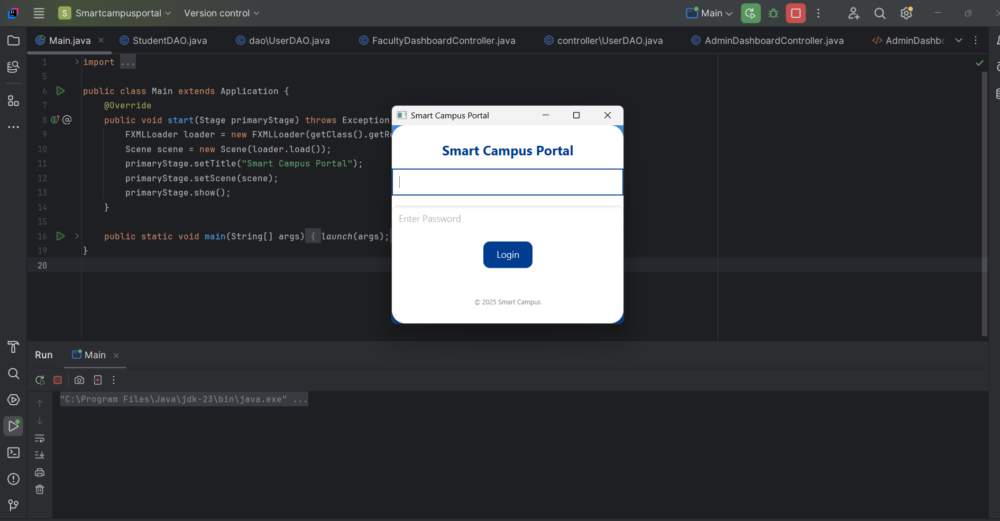 S Smartcampusportal Version control Main
Main.java StudentDAO.java dao\UserDAO.java FacultyDashboardController.java controller\UserDAO.java AdminDashboardController.java </> AdminDashbc
1 import ...
5
6 public class Main extends Application {
7 @Override
8 public void start(Stage primaryStage) throws Exception
9 FXMLLoader loader = new FXMLLoader(getClass().getRe
10 Scene scene = new Scene(loader.load());
11 primaryStage.setTitle("Smart Campus Portal");
12 primaryStage.setScene(scene);
13 primaryStage.show();
14 }
15
16 public static void main(String[] args) { launch(args);
19 }
20
Smart Campus Portal
Smart Campus Portal
Enter Password
Login
© 2025 Smart Campus
Run Main
"C:\Program Files\Java\jdk-23\bin\java.exe" ...